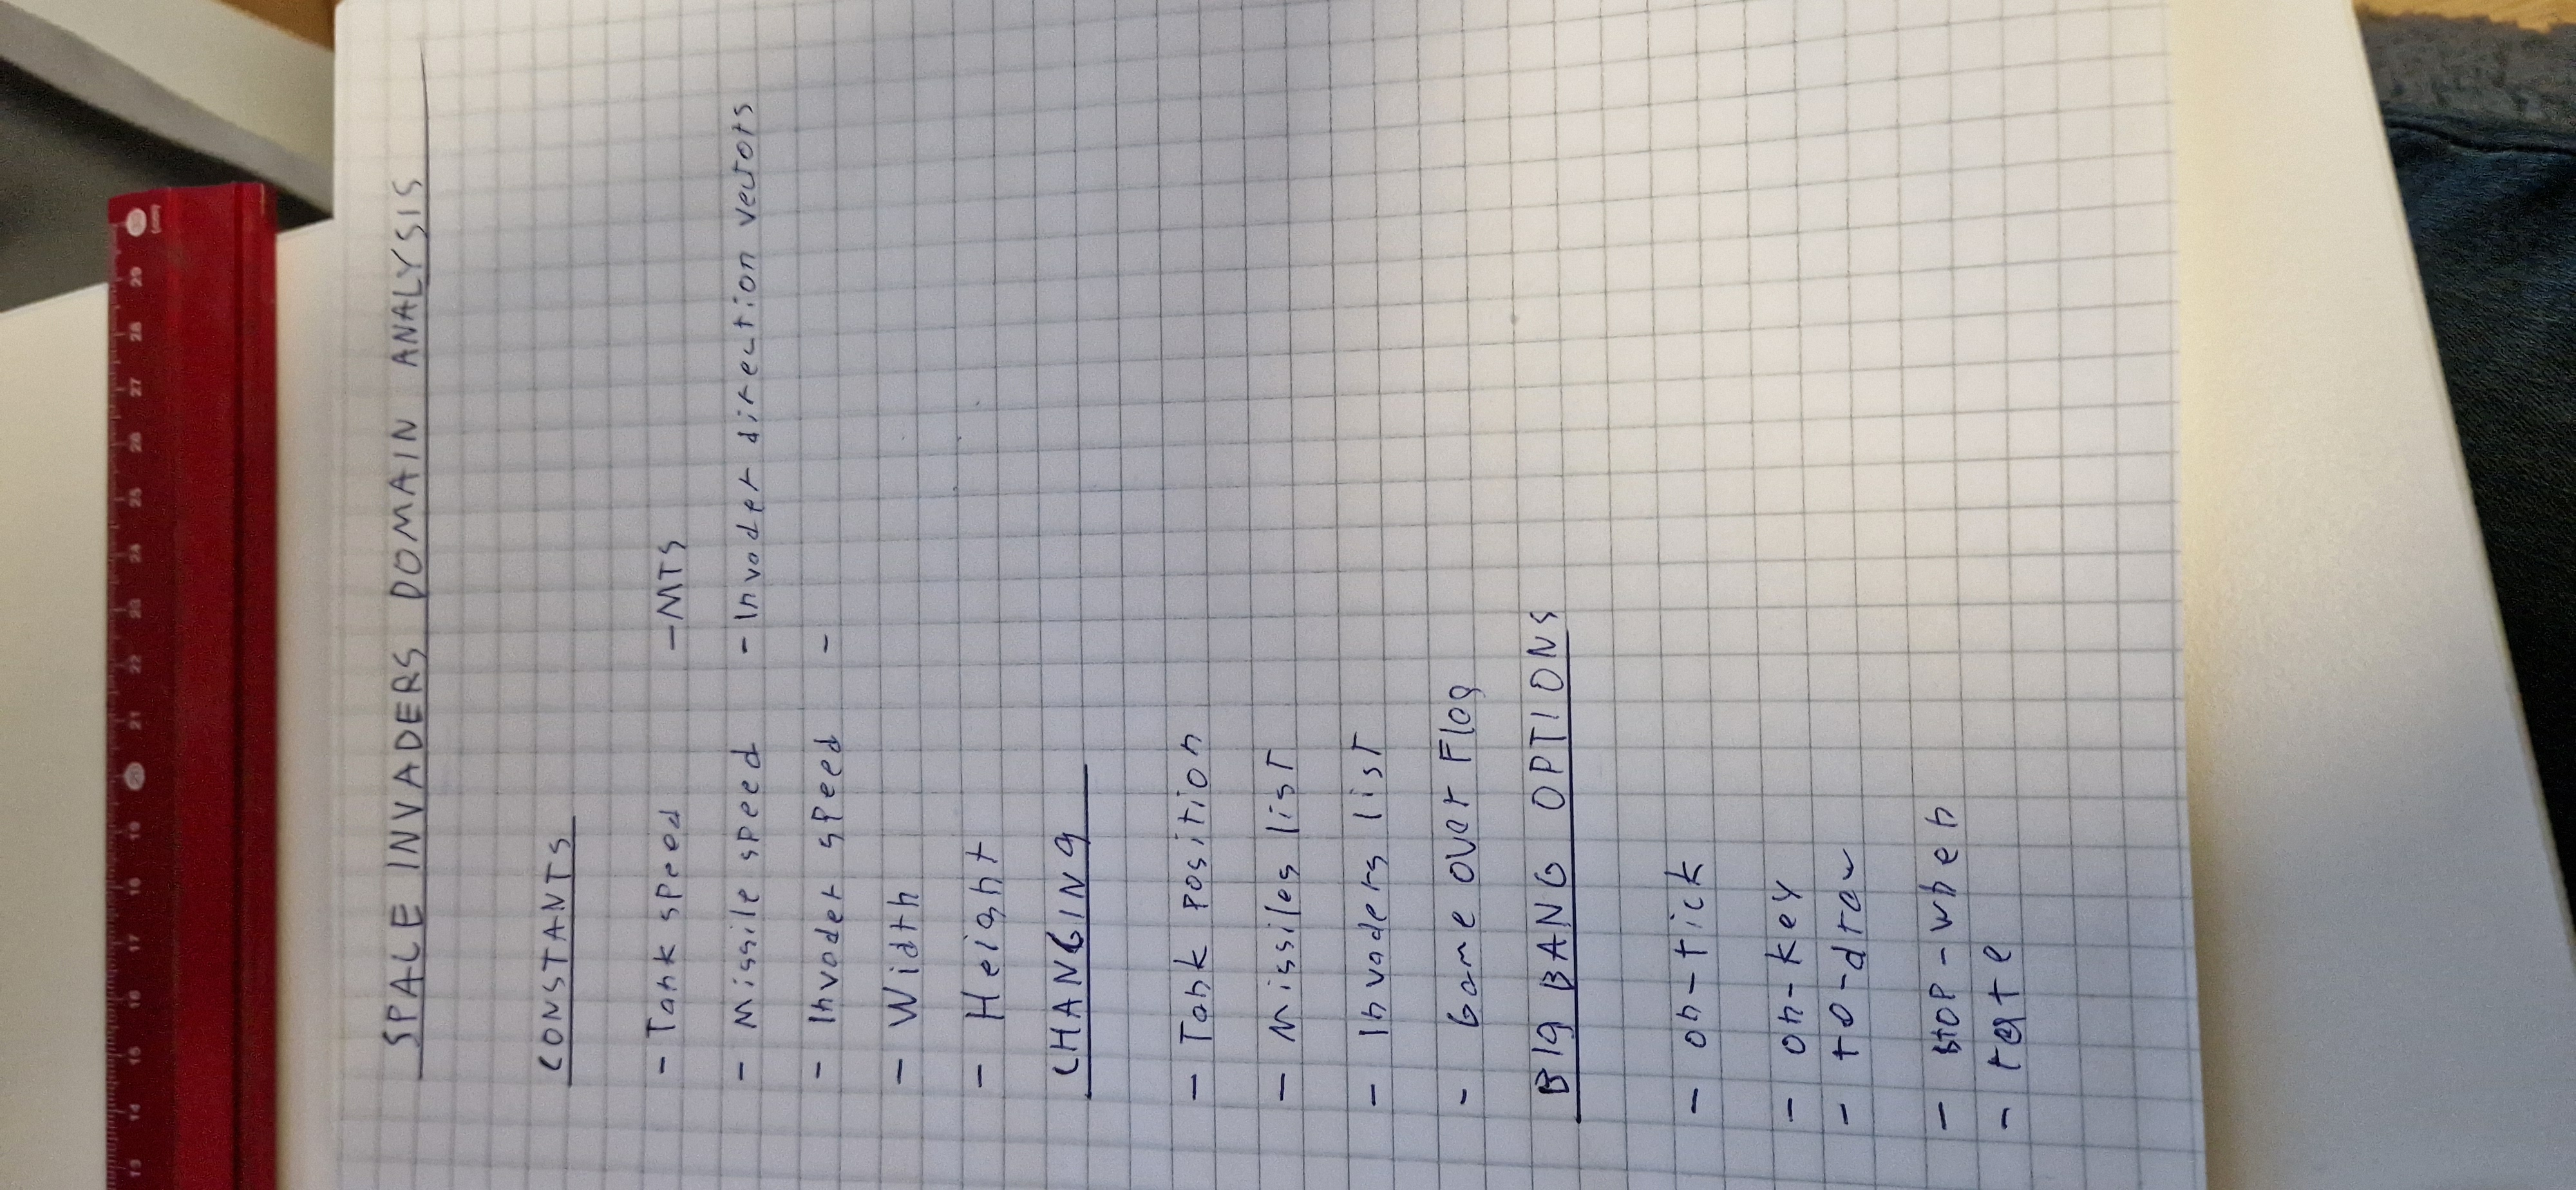 13 14 15 16 17 18 19 20 21 22 23 24 25 26 27 28 29 30
(cm)
SPACE INVADERS DOMAIN ANALYSIS
CONSTANTS
- Tank speed - MTS
- Missile speed - Invader direction vectors
- Invader speed -
- Width
- Height
CHANGING
- Tank position
- Missiles list
- Invaders list
- Game over Flag
BIG BANG OPTIONS
- on-tick
- on-key
- to-draw
- stop-when
- rate